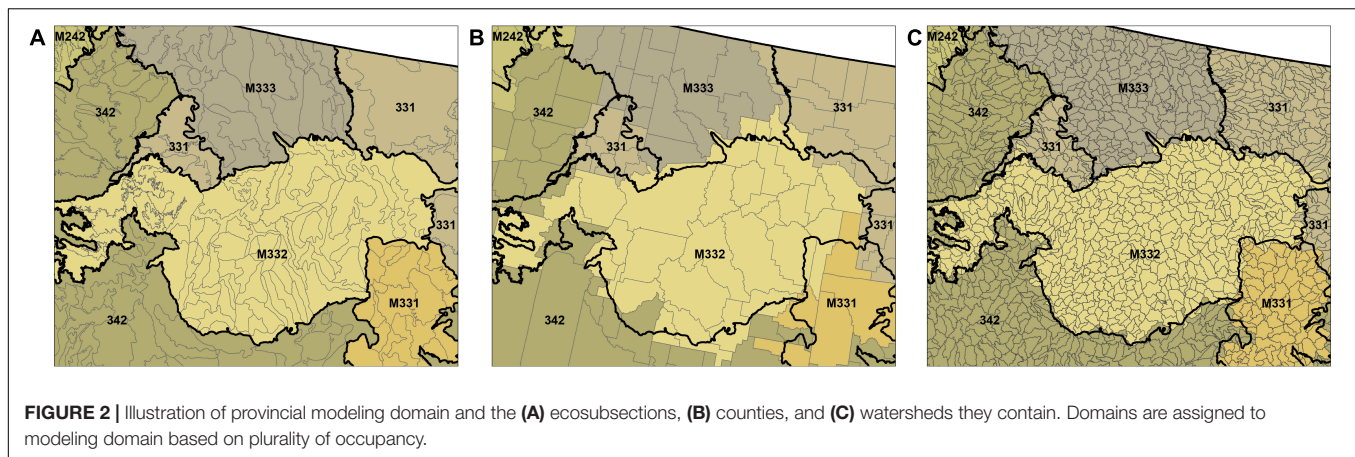 A
M242
342
M333
331
331
331
M332
M331
342
B
M242
342
M333
331
331
331
M332
M331
342
C
M242
342
M333
331
331
331
M332
M331
342
FIGURE 2 | Illustration of provincial modeling domain and the (A) ecosubsections, (B) counties, and (C) watersheds they contain. Domains are assigned to
modeling domain based on plurality of occupancy.